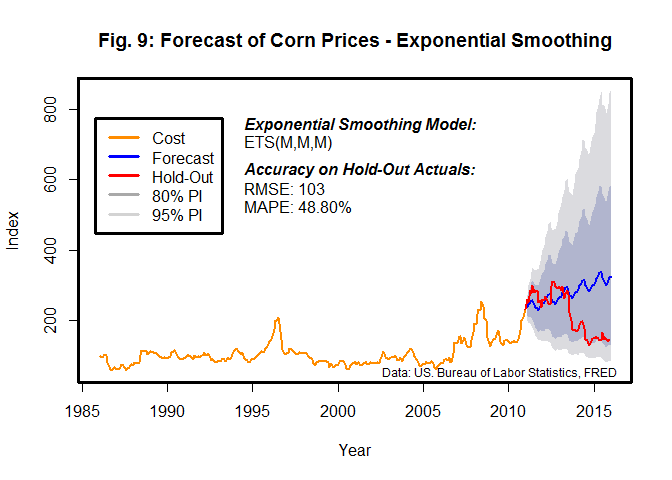 Fig. 9: Forecast of Corn Prices - Exponential Smoothing
Index
800
600
400
200
Cost
Forecast
Hold-Out
80% PI
95% PI
Exponential Smoothing Model:
ETS(M,M,M)
Accuracy on Hold-Out Actuals:
RMSE: 103
MAPE: 48.80%
Data: US. Bureau of Labor Statistics, FRED
1985 1990 1995 2000 2005 2010 2015
Year